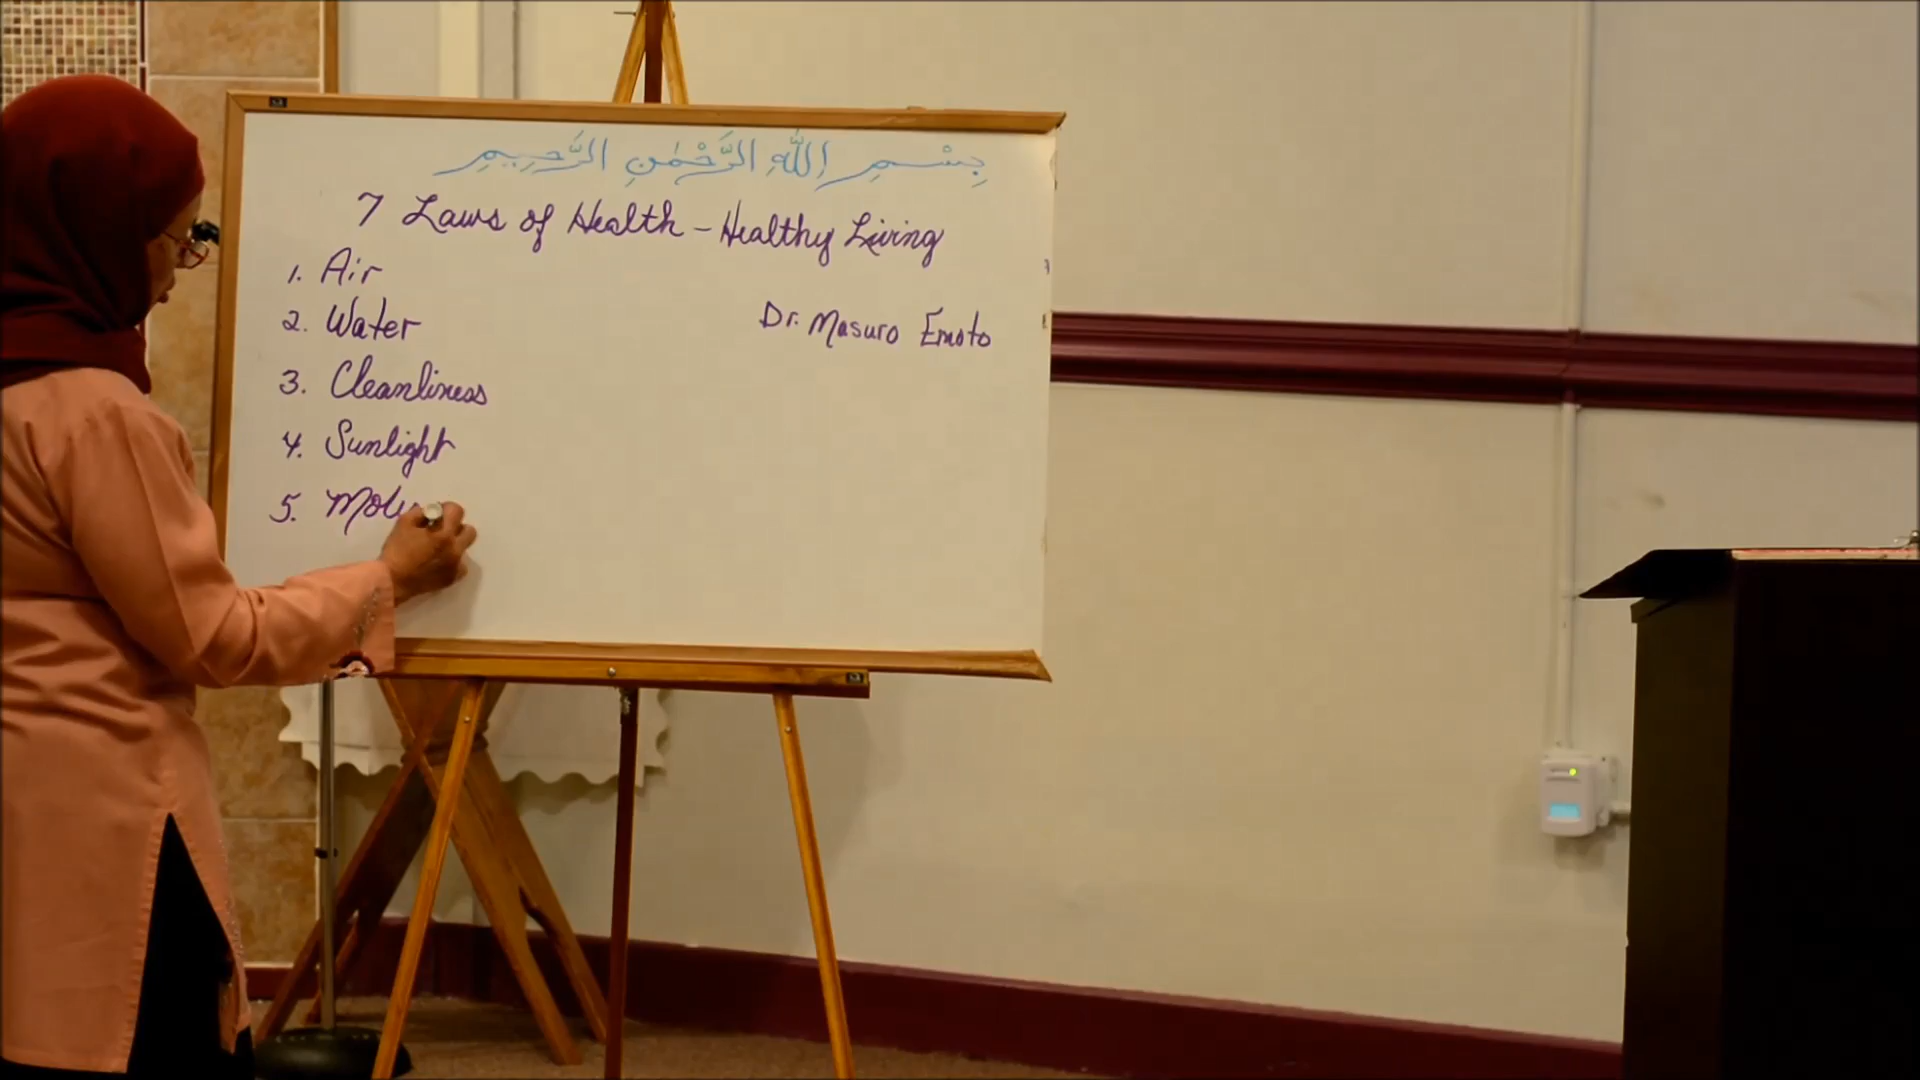 بِسْمِ اللّٰهِ الرَّحْمٰنِ الرَّحِيمِ
7 Laws of Health - Healthy Living
1. Air
2. Water
Dr. Masuro Emoto
3. Cleanliness
4. Sunlight
5.